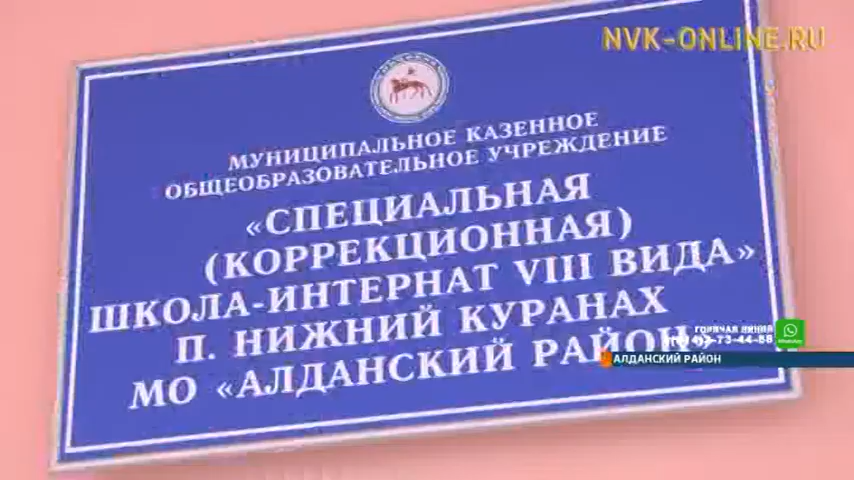 NVK-ONLINE.RU
МУНИЦИПАЛЬНОЕ КАЗЕННОЕ
ОБЩЕОБРАЗОВАТЕЛЬНОЕ УЧРЕЖДЕНИЕ
«СПЕЦИАЛЬНАЯ
(КОРРЕКЦИОННАЯ)
ШКОЛА-ИНТЕРНАТ VIII ВИДА»
П. НИЖНИЙ КУРАНАХ
МО «АЛДАНСКИЙ РАЙОН
ГОРЯЧАЯ ЛИНИЯ
АЛДАНСКИЙ РАЙОН